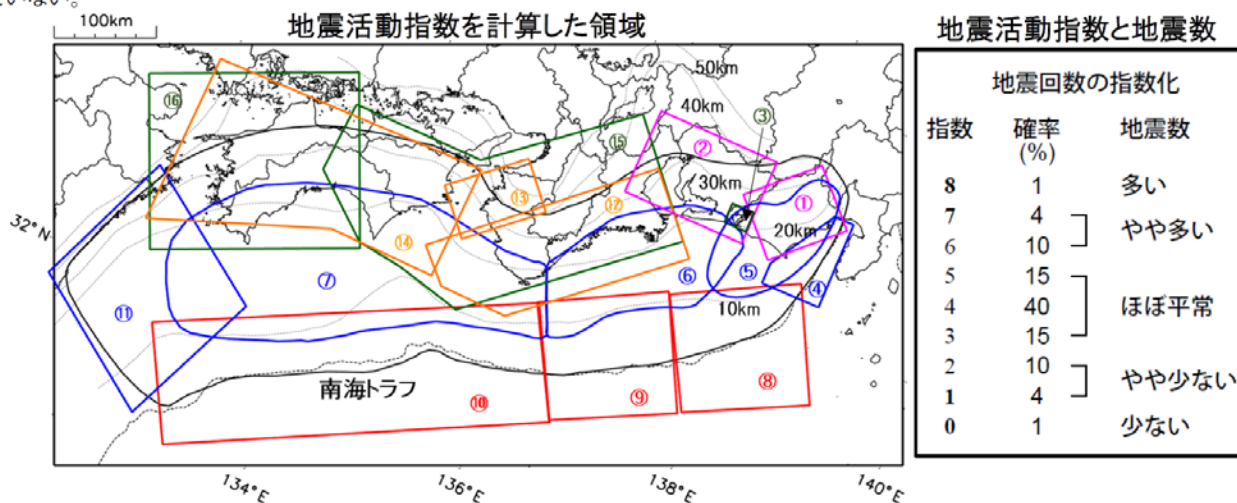 いない。
100km
地震活動指数を計算した領域
50km
40km
③
⑯
⑮
②
30km
⑬
⑫
①
20km
32°N
⑭
⑦
⑥
⑤
④
⑪
10km
南海トラフ
⑩
⑨
⑧
134°E
136°E
138°E
140°E
地震活動指数と地震数
地震回数の指数化
指数 確率 地震数
(%)
8 1 多い
7 4 やや多い
6 10
5 15
4 40 ほぼ平常
3 15
2 10 やや少ない
1 4
0 1 少ない